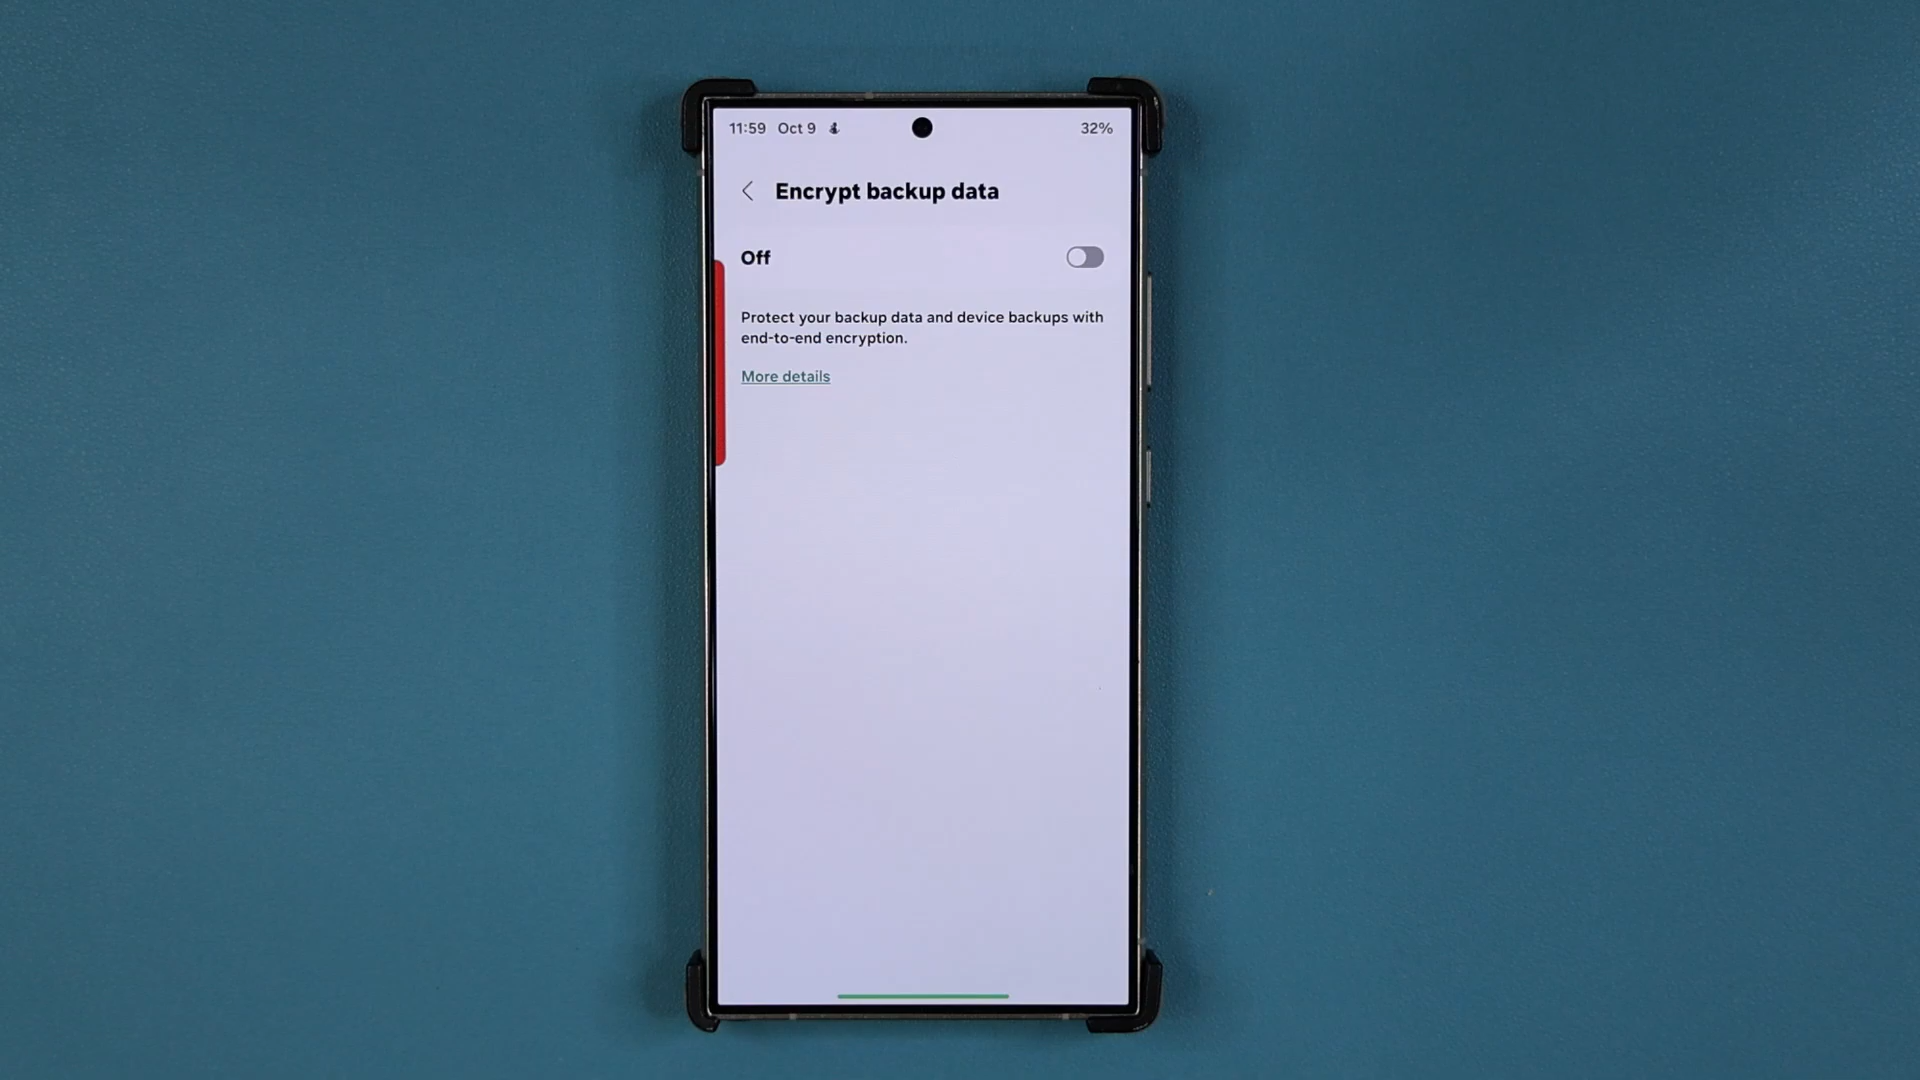 11:59 Oct 9 32%
Encrypt backup data
Off
Protect your backup data and device backups with
end-to-end encryption.
More details